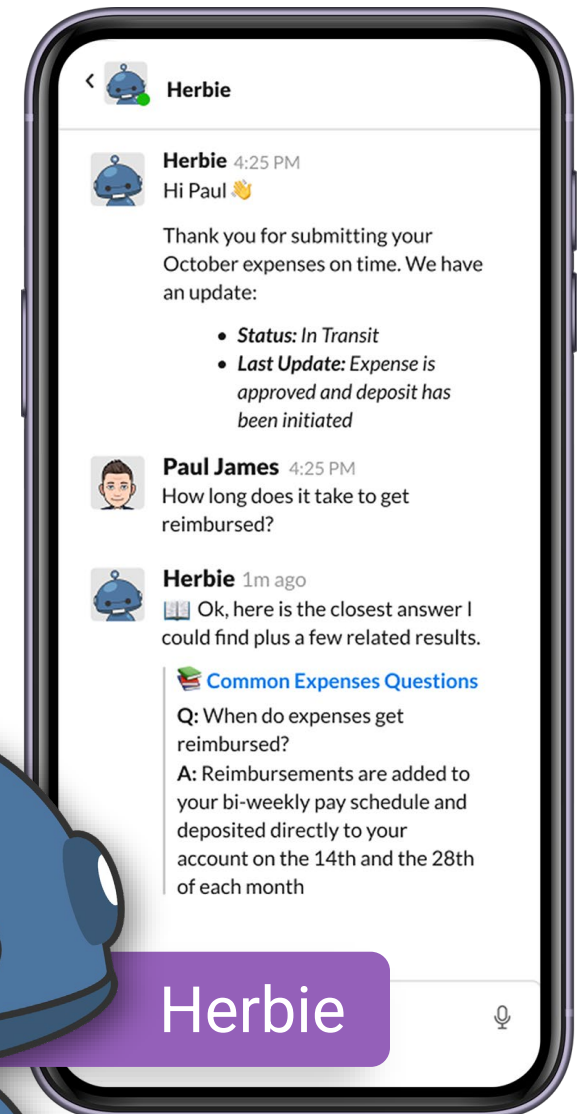 Herbie
Herbie 4:25 PM
Hi Paul 👋
Thank you for submitting your
October expenses on time. We have
an update:
• Status: In Transit
• Last Update: Expense is
approved and deposit has
been initiated
Paul James 4:25 PM
How long does it take to get
reimbursed?
Herbie 1m ago
📖 Ok, here is the closest answer I
could find plus a few related results.
📚 Common Expenses Questions
Q: When do expenses get
reimbursed?
A: Reimbursements are added to
your bi-weekly pay schedule and
deposited directly to your
account on the 14th and the 28th
of each month
Herbie